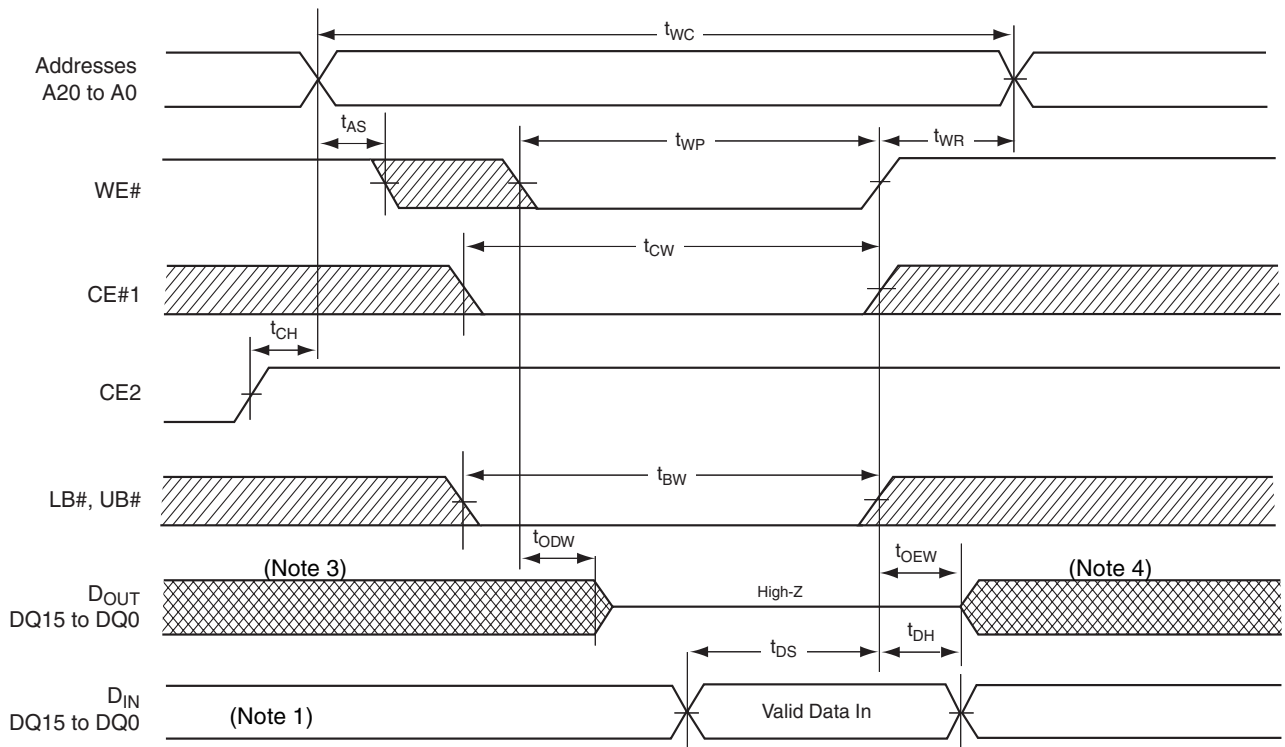 tWC
Addresses
A20 to A0
tAS
tWP
tWR
WE#
tCW
CE#1
tCH
CE2
tBW
LB#, UB#
tODW
tOEW
(Note 3)
(Note 4)
DOUT
DQ15 to DQ0
High-Z
tDS
tDH
DIN
DQ15 to DQ0
(Note 1)
Valid Data In